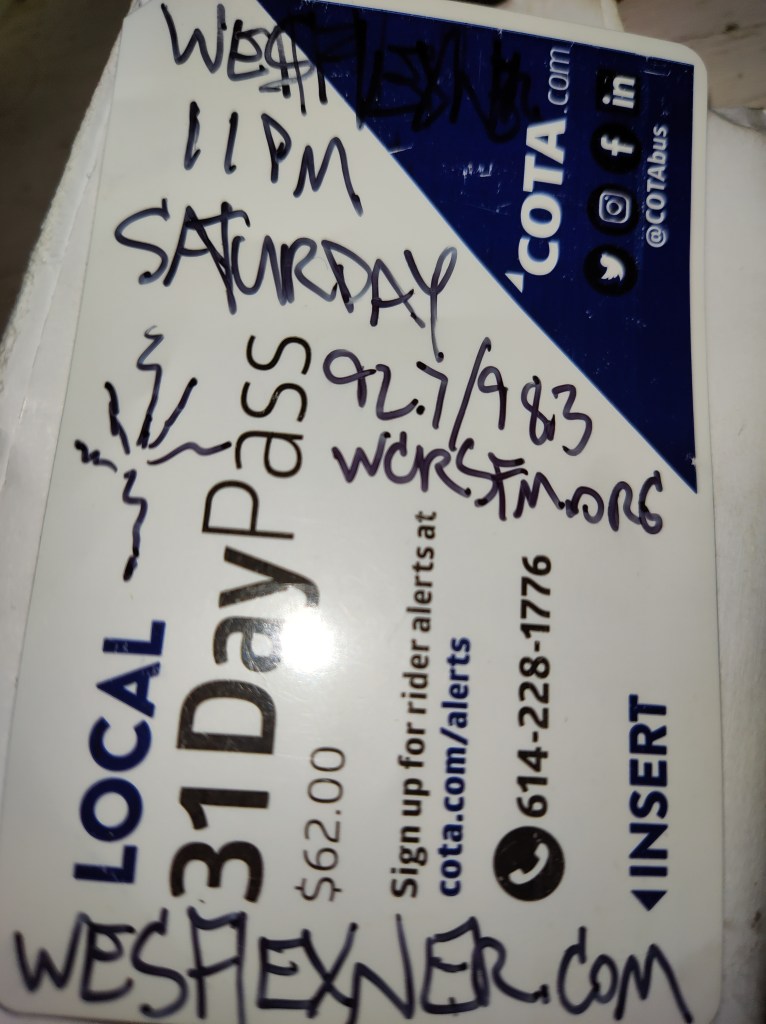 WESFLEXNER
11PM
SATURDAY
92.7/98.3
WCRSFM.ORG
WESFLEXNER.COM
COTA.com
@COTAbus
LOCAL
31DayPass
$62.00
Sign up for rider alerts at
cota.com/alerts
614-228-1776
INSERT